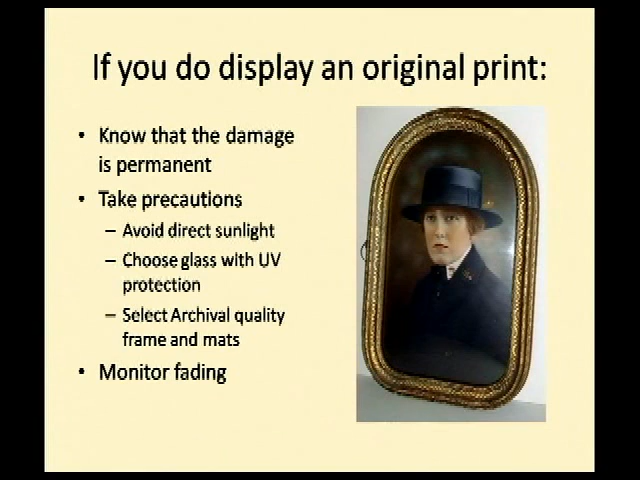 If you do display an original print:
• Know that the damage
is permanent
• Take precautions
– Avoid direct sunlight
– Choose glass with UV
protection
– Select Archival quality
frame and mats
• Monitor fading